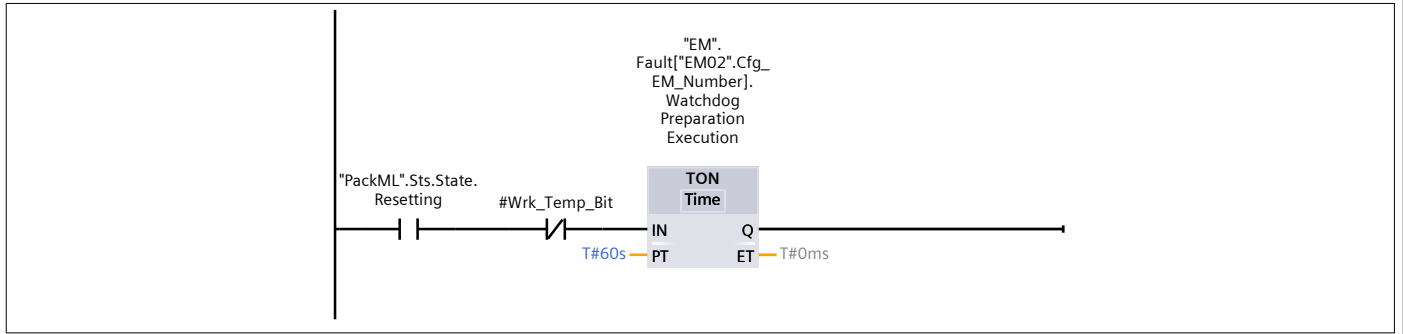 "EM".
Fault["EM02".Cfg_
EM_Number].
Watchdog
Preparation
Execution
"PackML".Sts.State.
Resetting
#Wrk_Temp_Bit
TON
Time
IN
Q
T#60s
PT
ET
T#0ms